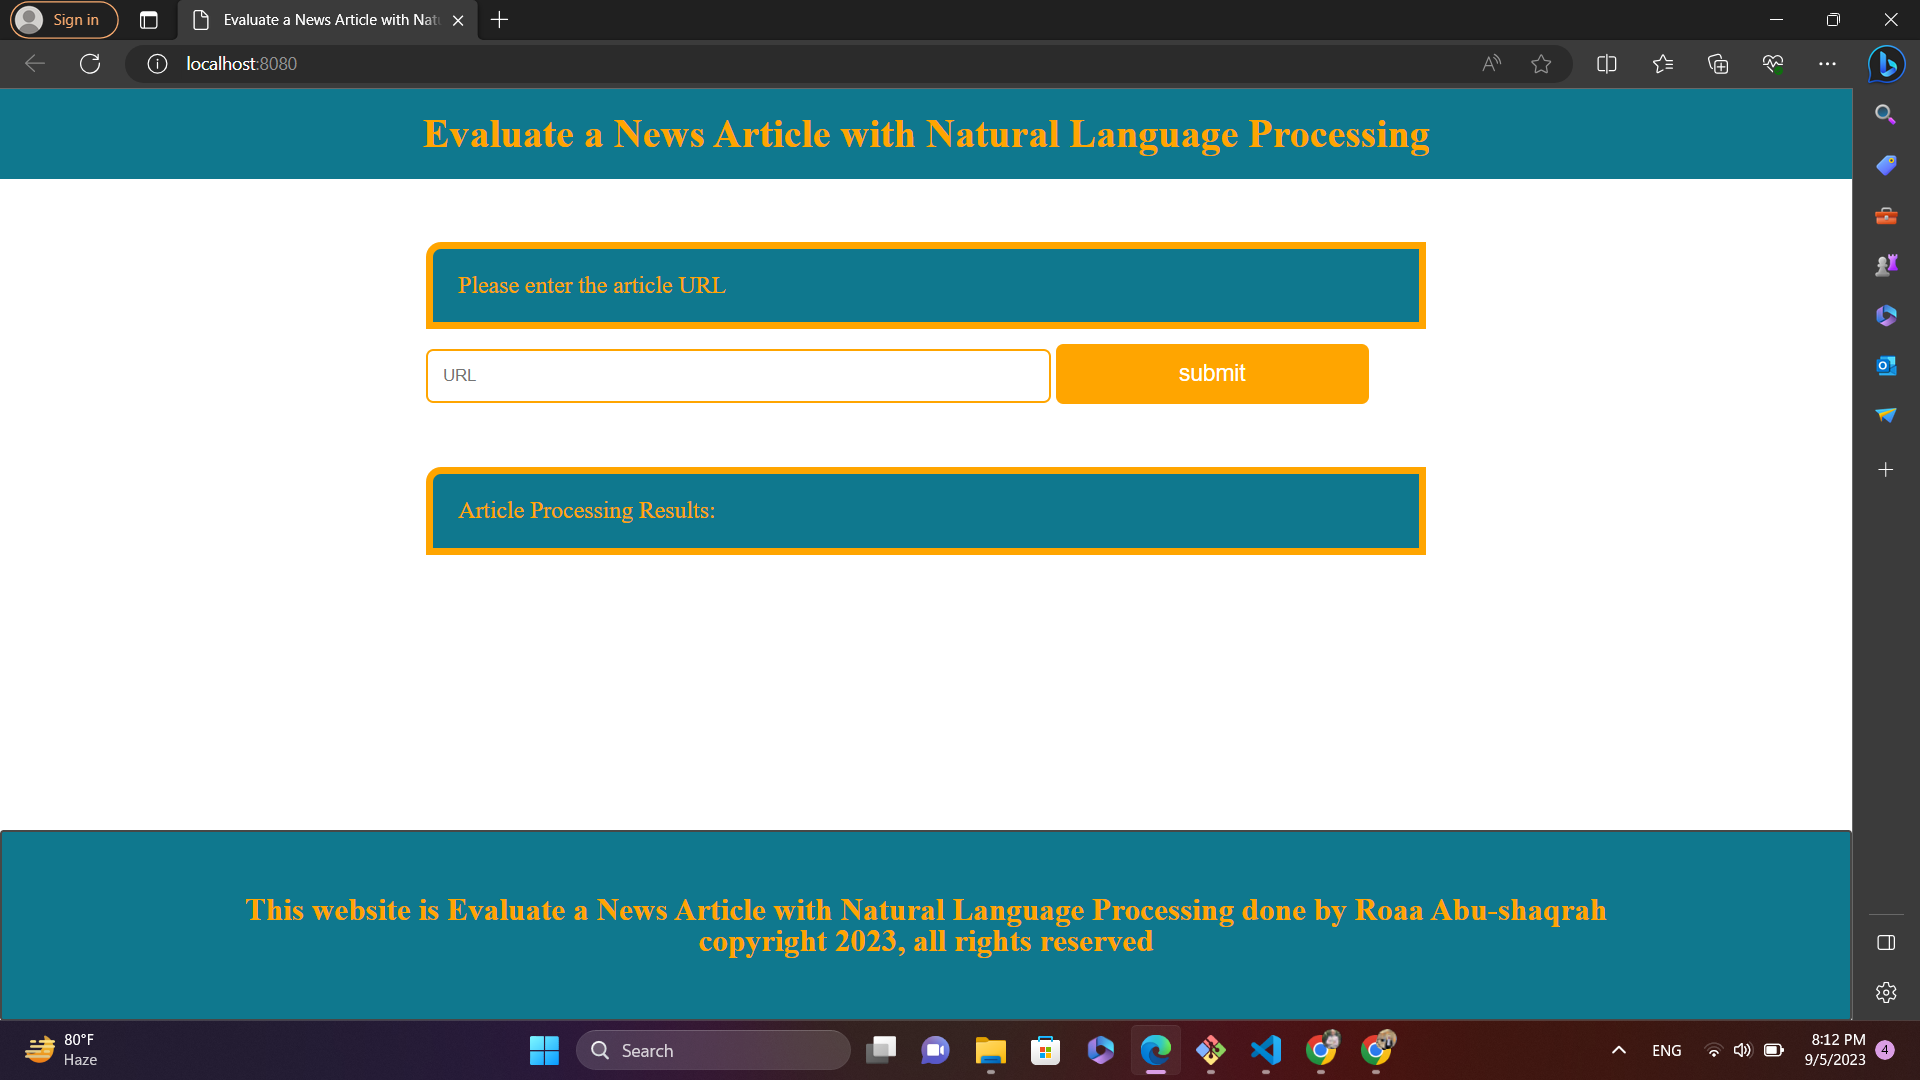 Sign in
Evaluate a News Article with Natu
localhost:8080
Evaluate a News Article with Natural Language Processing
Please enter the article URL
URL
submit
Article Processing Results:
This website is Evaluate a News Article with Natural Language Processing done by Roaa Abu-shaqrah
copyright 2023, all rights reserved
80°F
Haze
Search
ENG
8:12 PM
9/5/2023
4